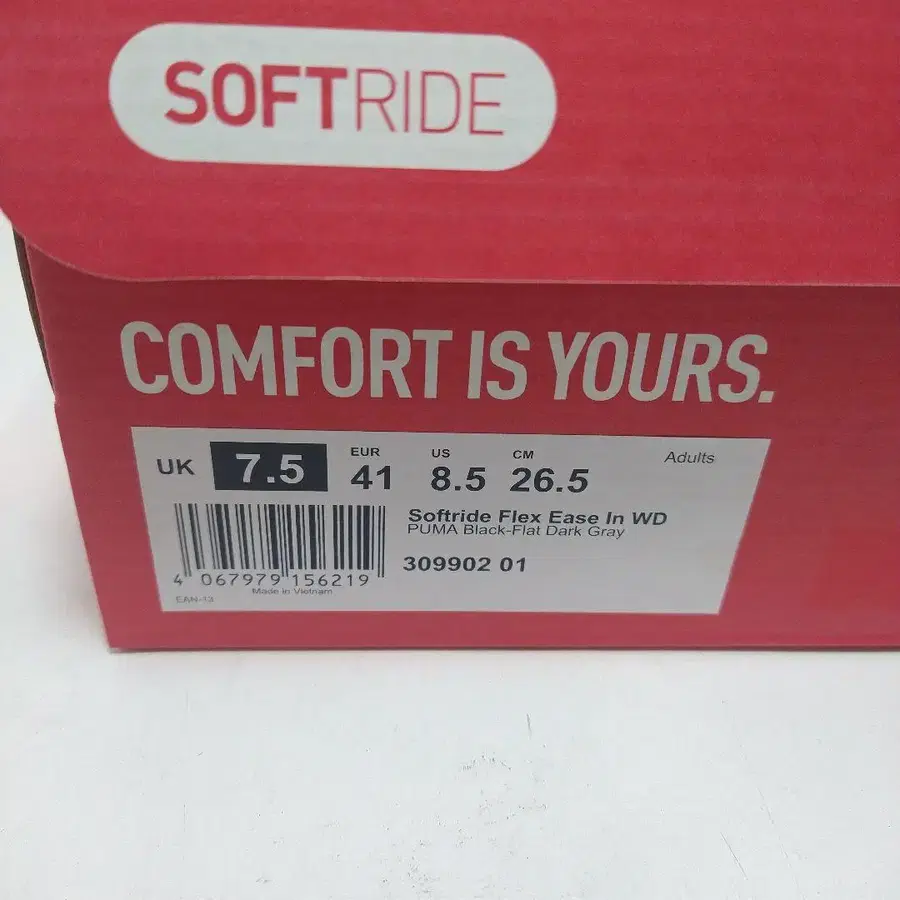 SOFTRIDE
COMFORT IS YOURS.
UK 7.5 EUR 41 US 8.5 CM 26.5 Adults
Softride Flex Ease In WD
PUMA Black-Flat Dark Gray
309902 01
4 067979 156219
Made in Vietnam
EAN-13